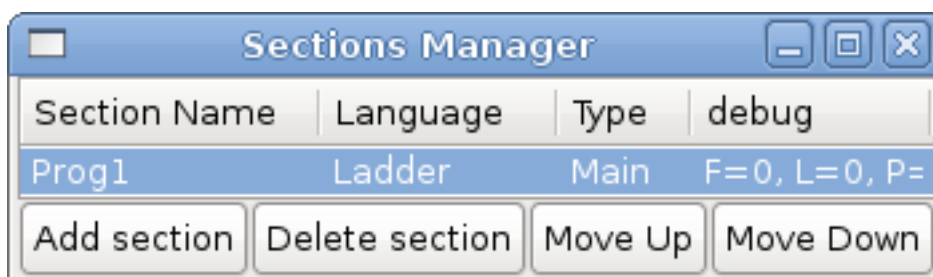 Sections Manager
Section Name Language Type debug
Prog1 Ladder Main F=0, L=0, P=
Add section Delete section Move Up Move Down